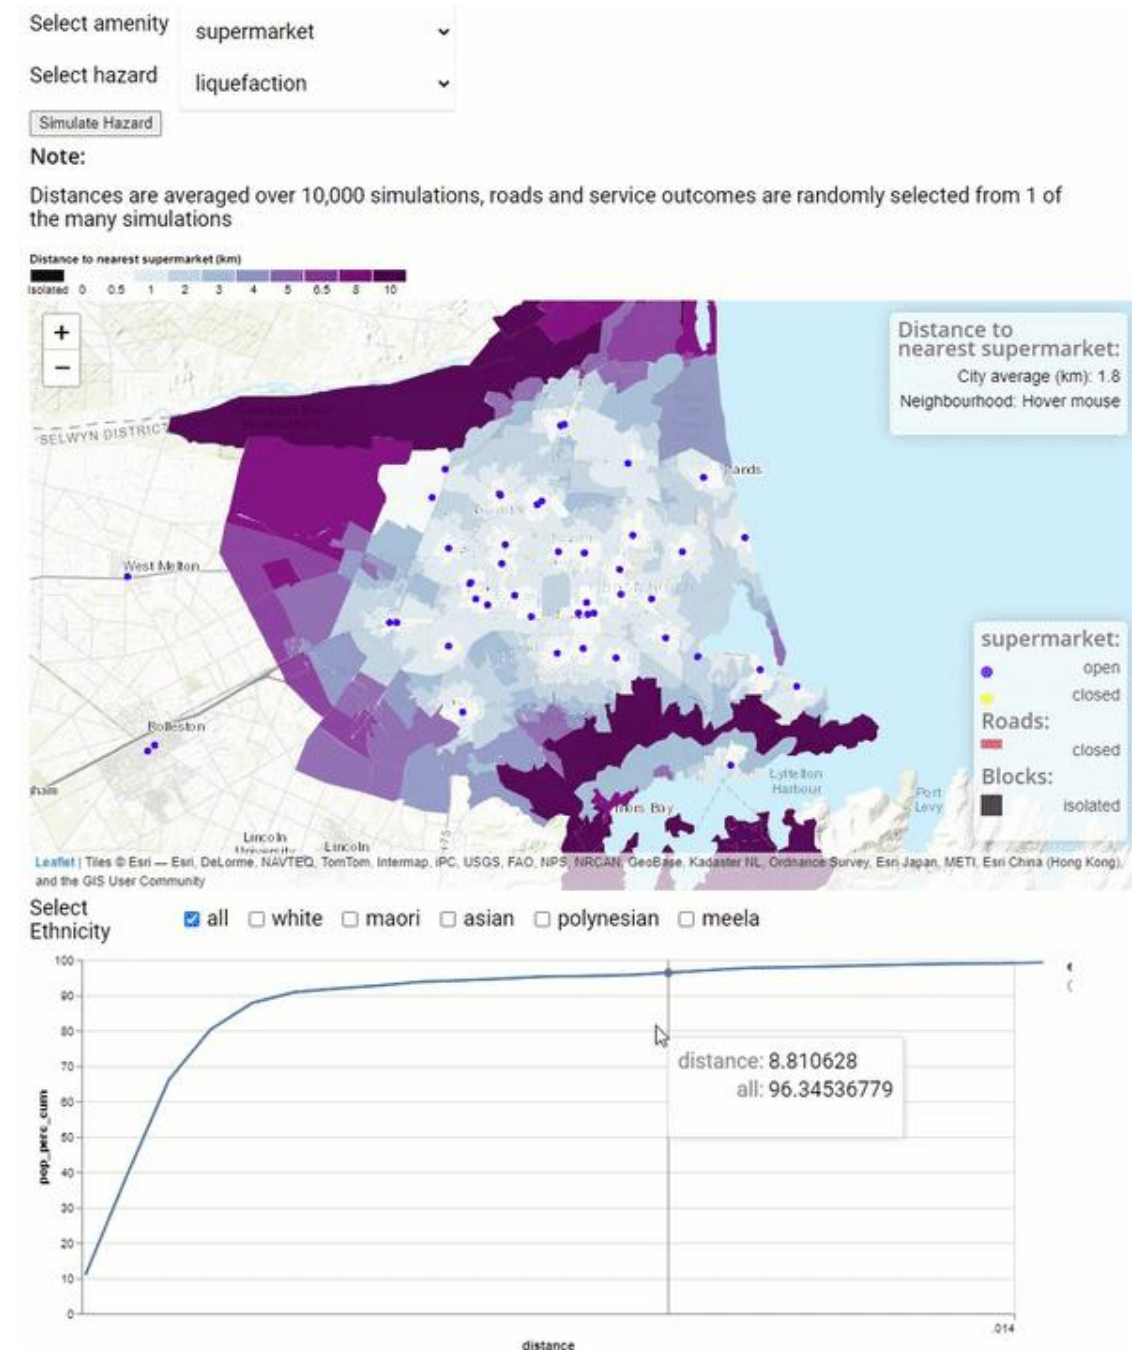 Select amenity
supermarket
Select hazard
liquefaction
Simulate Hazard
Note:
Distances are averaged over 10,000 simulations, roads and service outcomes are randomly selected from 1 of
the many simulations
Distance to nearest supermarket (km)
Isolated 0 0.5 1 2 3 4 5 6.5 8 10
+
−
Distance to
nearest supermarket:
City average (km): 1.8
Neighbourhood: Hover mouse
SELWYN DISTRICT
West Melton
Rolleston
supermarket:
open
closed
Roads:
closed
Blocks:
isolated
Lyttelton
Harbour
Port
Levy
Bay
Lincoln
University
Lincoln
Leaflet | Tiles © Esri — Esri, DeLorme, NAVTEQ, TomTom, Intermap, iPC, USGS, FAO, NPS, NRCAN, GeoBase, Kadaster NL, Ordnance Survey, Esri Japan, METI, Esri China (Hong Kong),
and the GIS User Community
Select
Ethnicity
all white maori asian polynesian meela
100
90
80
70
60
50
40
30
20
10
0
pop_perc_cum
distance: 8.810628
all: 96.34536779
.014
distance